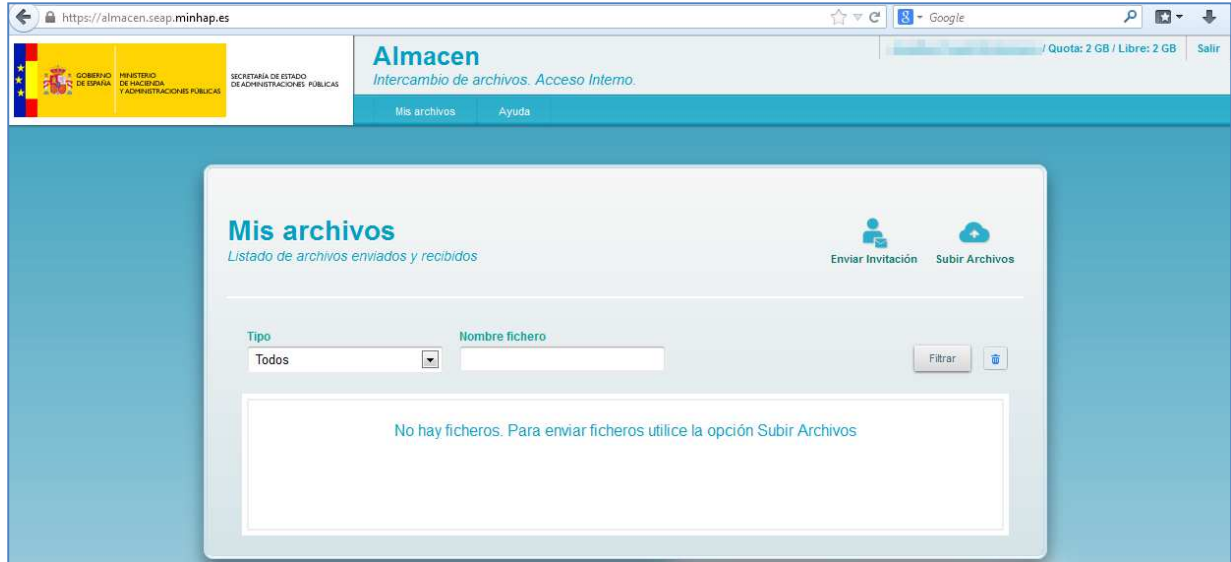 https://almacen.seap.minhap.es
Google
GOBIERNO DE ESPAÑA
MINISTERIO DE HACIENDA Y ADMINISTRACIONES PÚBLICAS
SECRETARÍA DE ESTADO DE ADMINISTRACIONES PÚBLICAS
Almacen
Intercambio de archivos. Acceso Interno.
/ Quota: 2 GB / Libre: 2 GB
Salir
Mis archivos
Ayuda
Mis archivos
Listado de archivos enviados y recibidos
Enviar Invitación
Subir Archivos
Tipo
Nombre fichero
Todos
Filtrar
No hay ficheros. Para enviar ficheros utilice la opción Subir Archivos